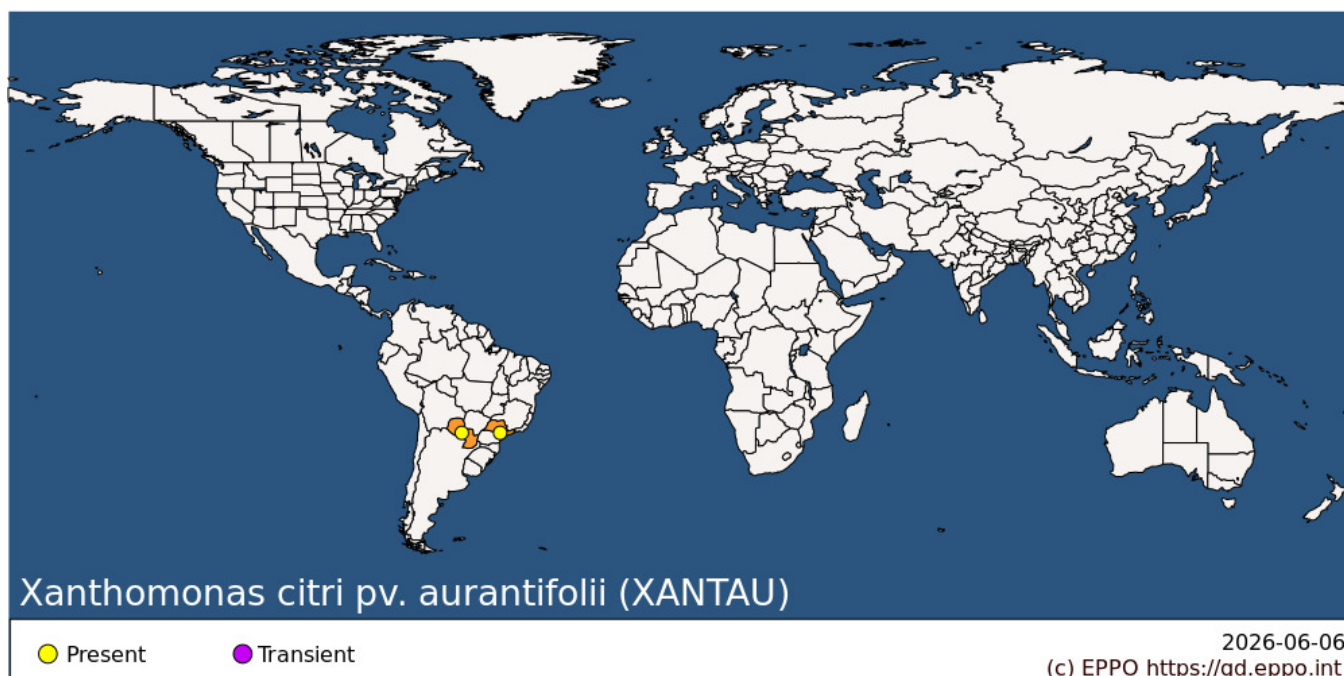 Xanthomonas citri pv. aurantifolii (XANTAU)
Present
Transient
2026-06-06
(c) EPPO https://gd.eppo.int